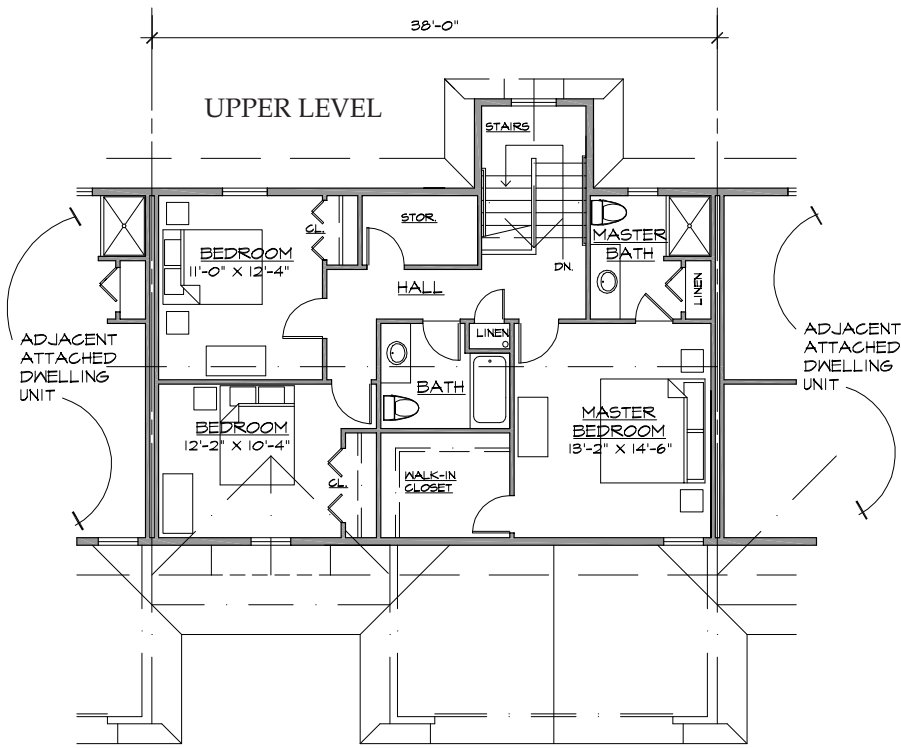 38'-0"
UPPER LEVEL
STAIRS
STOR.
CL.
BEDROOM
11'-0" X 12'-4"
MASTER
BATH
DN.
LINEN
HALL
LINEN
ADJACENT
ATTACHED
DWELLING
UNIT
ADJACENT
ATTACHED
DWELLING
UNIT
BATH
BEDROOM
12'-2" X 10'-4"
MASTER
BEDROOM
13'-2" X 14'-6"
CL.
WALK-IN
CLOSET